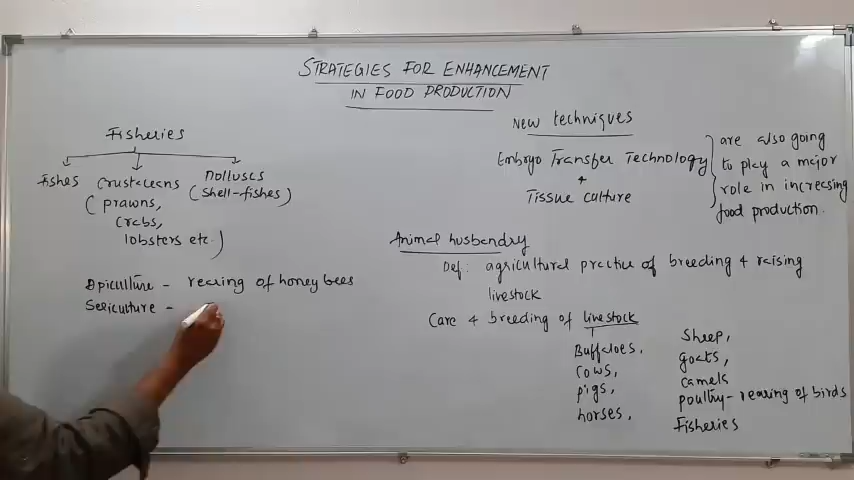 STRATEGIES FOR ENHANCEMENT
IN FOOD PRODUCTION
Fisheries
Fishes
Crustaceans
(prawns,
crabs,
lobsters etc.)
Molluscs
(shell-fishes)
Apiculture - rearing of honey bees
Sericulture -
New techniques
Embryo Transfer Technology
+
Tissue culture
are also going
to play a major
role in increasing
food production.
Animal husbandry
Def: agricultural practice of breeding & raising
livestock
Care & breeding of livestock
Buffaloes,
Cows,
pigs,
horses,
Sheep,
goats,
camels
poultry - rearing of birds
Fisheries